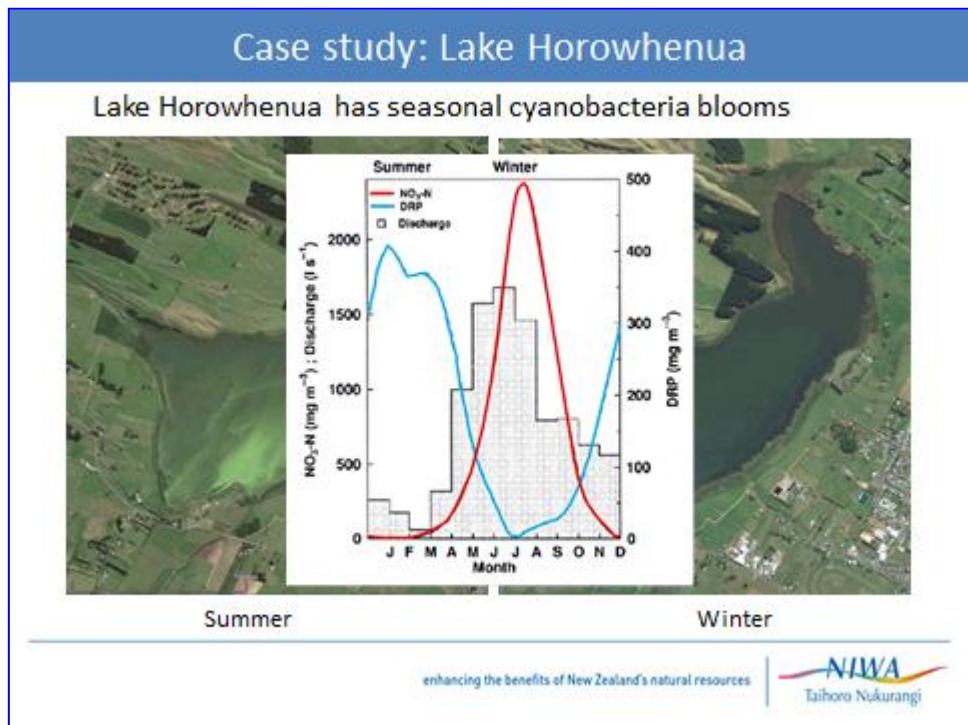 Case study: Lake Horowhenua
Lake Horowhenua has seasonal cyanobacteria blooms
Summer Winter
NO₃-N
DRP
Discharge
NO₃-N (mg m⁻³) ; Discharge (l s⁻¹)
2000
1500
1000
500
0
500
400
300
200
100
0
DRP (mg m⁻³)
J F M A M J J A S O N D
Month
Summer Winter
enhancing the benefits of New Zealand's natural resources
NIWA
Taihoro Nukurangi